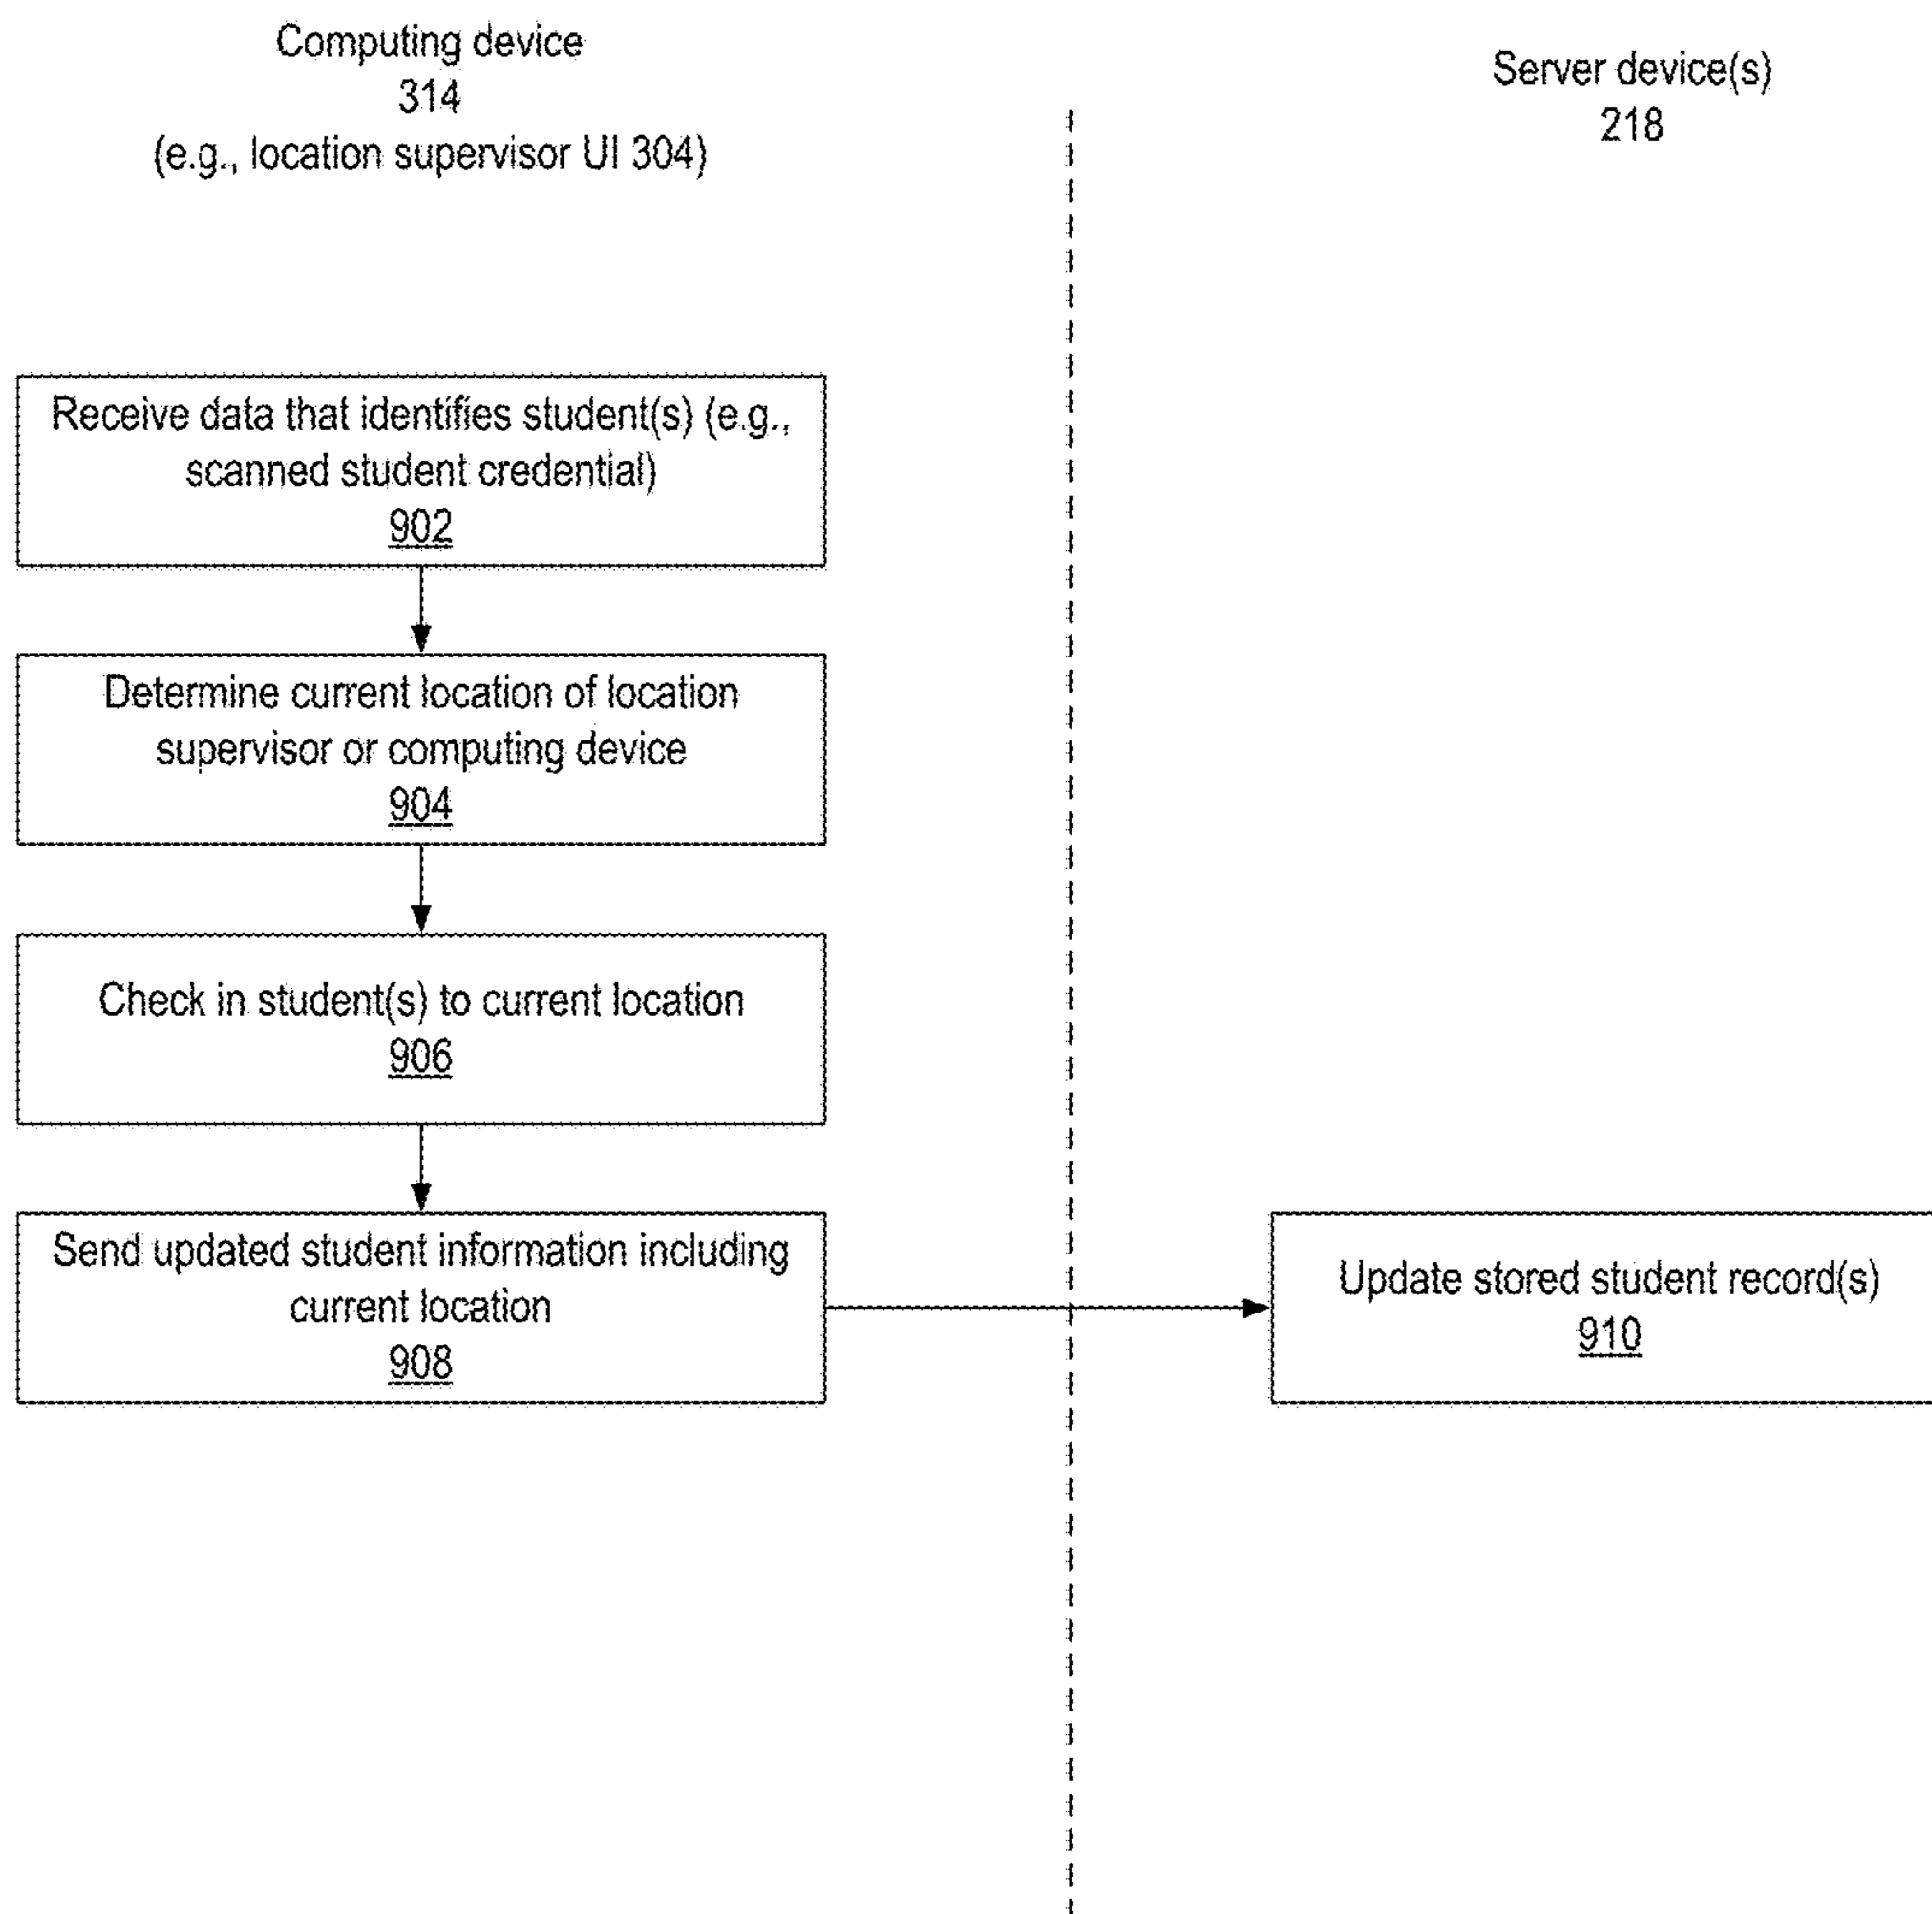 Computing device
314
(e.g., location supervisor UI 304)
Server device(s)
218
Receive data that identifies student(s) (e.g.,
scanned student credential)
902
Determine current location of location
supervisor or computing device
904
Check in student(s) to current location
906
Send updated student information including
current location
908
Update stored student record(s)
910